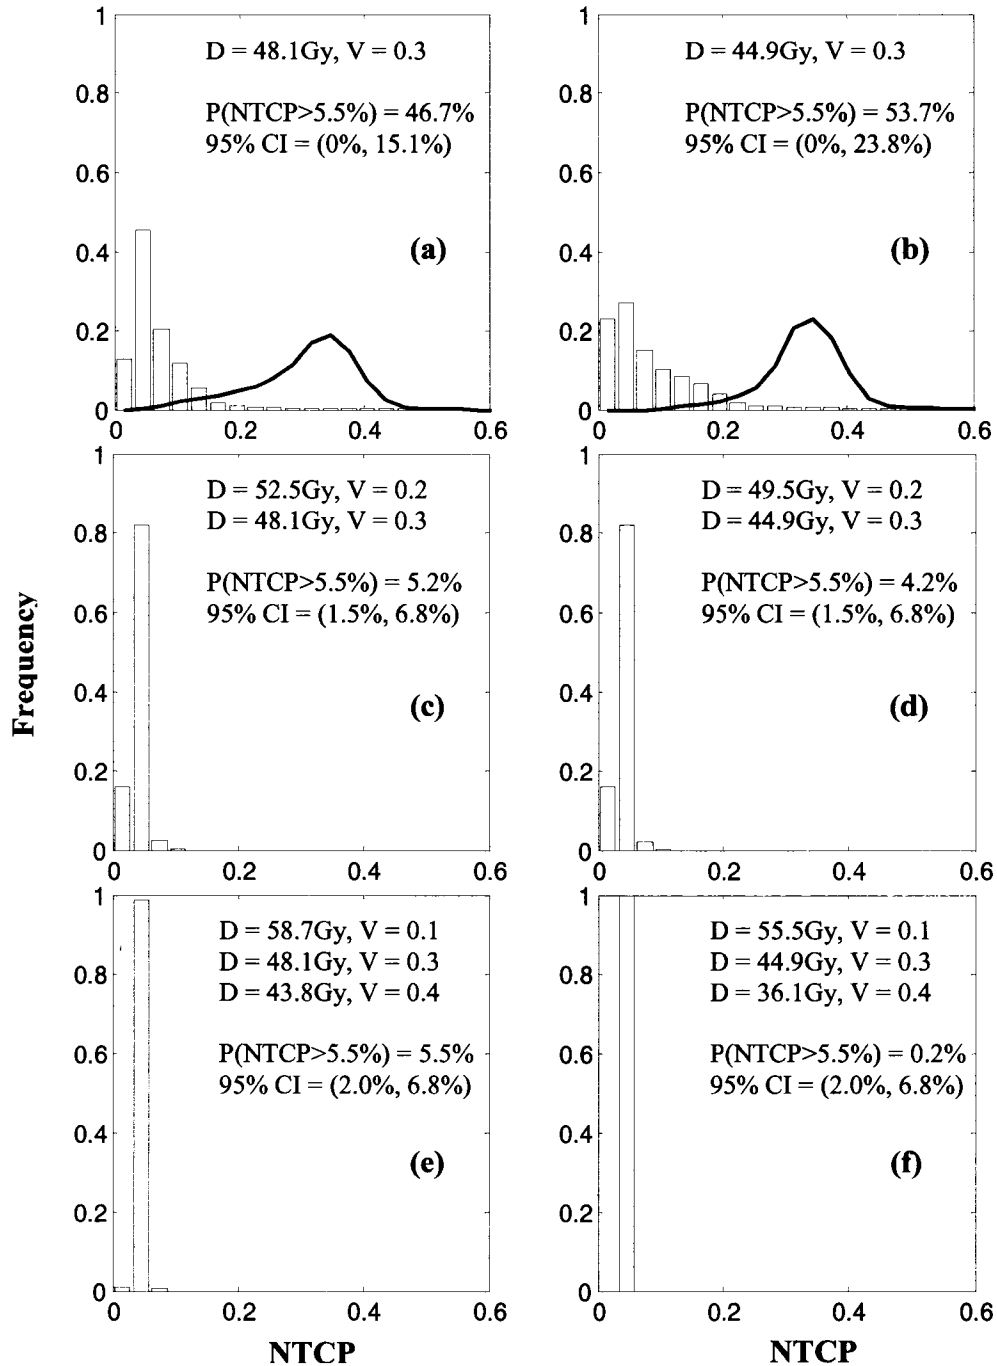 1
0.8
0.6
0.4
0.2
0
0
0.2
0.4
0.6
D = 48.1Gy, V = 0.3
P(NTCP>5.5%) = 46.7%
95% CI = (0%, 15.1%)
(a)
1
0.8
0.6
0.4
0.2
0
0
0.2
0.4
0.6
D = 44.9Gy, V = 0.3
P(NTCP>5.5%) = 53.7%
95% CI = (0%, 23.8%)
(b)
Frequency
1
0.8
0.6
0.4
0.2
0
0
0.2
0.4
0.6
D = 52.5Gy, V = 0.2
D = 48.1Gy, V = 0.3
P(NTCP>5.5%) = 5.2%
95% CI = (1.5%, 6.8%)
(c)
1
0.8
0.6
0.4
0.2
0
0
0.2
0.4
0.6
D = 49.5Gy, V = 0.2
D = 44.9Gy, V = 0.3
P(NTCP>5.5%) = 4.2%
95% CI = (1.5%, 6.8%)
(d)
1
0.8
0.6
0.4
0.2
0
0
0.2
0.4
0.6
D = 58.7Gy, V = 0.1
D = 48.1Gy, V = 0.3
D = 43.8Gy, V = 0.4
P(NTCP>5.5%) = 5.5%
95% CI = (2.0%, 6.8%)
(e)
NTCP
1
0.8
0.6
0.4
0.2
0
0
0.2
0.4
0.6
D = 55.5Gy, V = 0.1
D = 44.9Gy, V = 0.3
D = 36.1Gy, V = 0.4
P(NTCP>5.5%) = 0.2%
95% CI = (2.0%, 6.8%)
(f)
NTCP